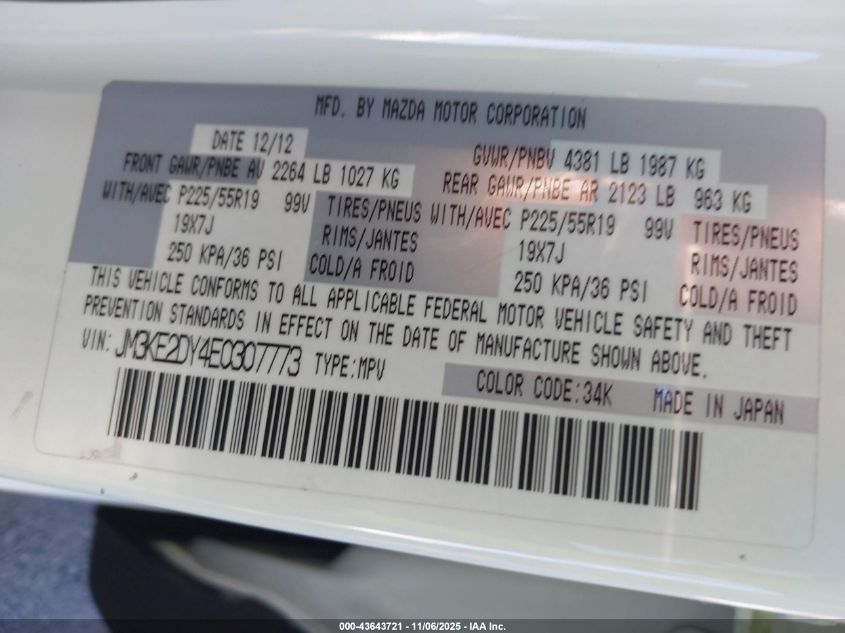 MFD. BY MAZDA MOTOR CORPORATION
DATE 12/12 GVWR/PNBV 4381 LB 1987 KG
FRONT GAWR/PNBE AV 2264 LB 1027 KG REAR GAWR/PNBE AR 2123 LB 963 KG
WITH/AVEC P225/55R19 99V TIRES/PNEUS WITH/AVEC P225/55R19 99V TIRES/PNEUS
19X7J RIMS/JANTES 19X7J RIMS/JANTES
250 KPA/36 PSI COLD/A FROID 250 KPA/36 PSI COLD/A FROID
THIS VEHICLE CONFORMS TO ALL APPLICABLE FEDERAL MOTOR VEHICLE SAFETY AND THEFT
PREVENTION STANDARDS IN EFFECT ON THE DATE OF MANUFACTURE SHOWN ABOVE.
VIN: JM3KE2DY4E0307773 TYPE:MPV
COLOR CODE:34K MADE IN JAPAN
000-43643721 - 11/06/2025 - IAA Inc.